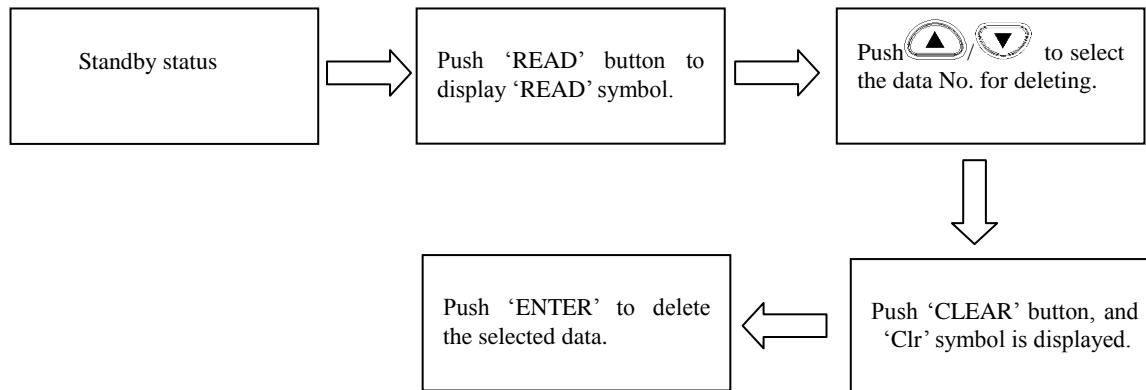 Standby status
Push 'READ' button to
display 'READ' symbol.
Push ▲/▼ to select
the data No. for deleting.
Push 'CLEAR' button, and
'Clr' symbol is displayed.
Push 'ENTER' to delete
the selected data.